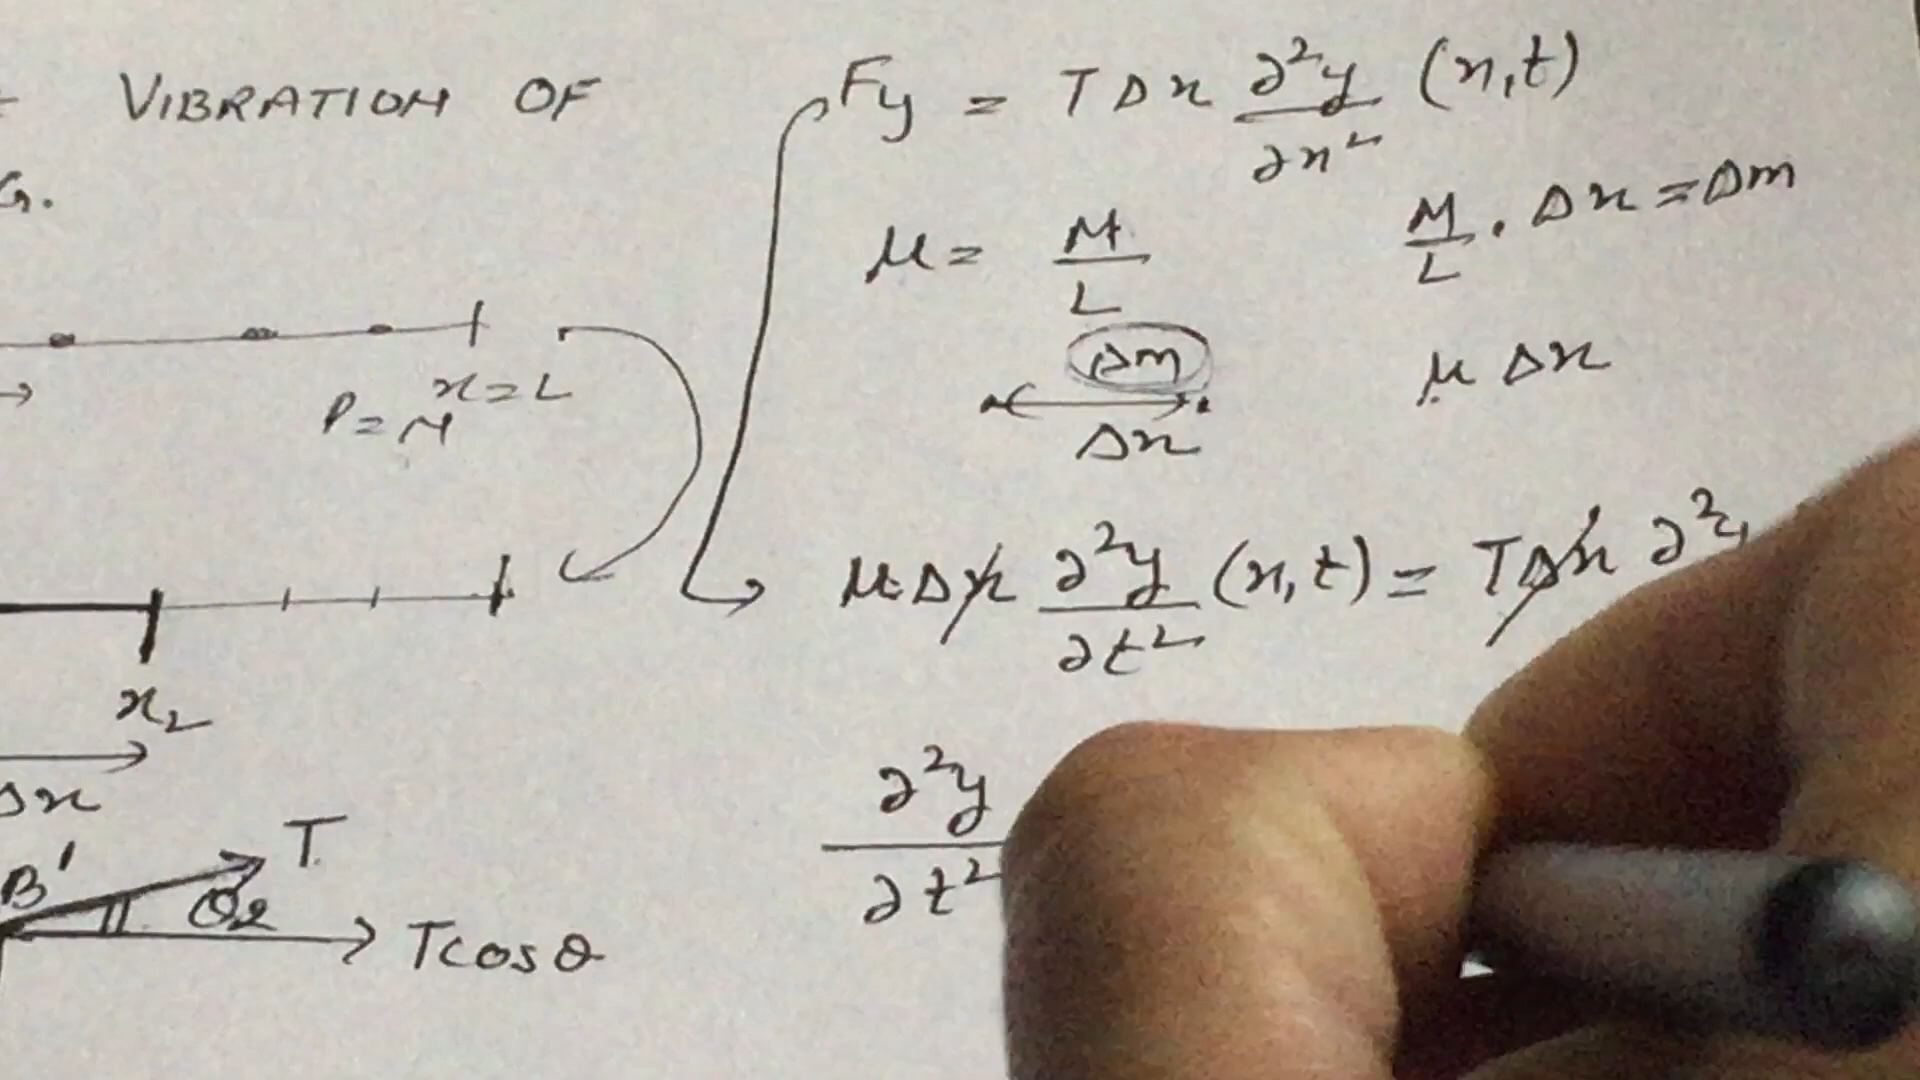 VIBRATION OF
G.
x=L
P=M
x₂
Δx
B' T
θ₂
Tcosθ
Fy = TΔx ∂²y/∂x² (x,t)
μ = M/L
M/L . Δx = Δm
Δm
Δx
μ Δx
μΔx ∂²y/∂t² (x,t) = TΔx ∂²y
∂²y/∂t²